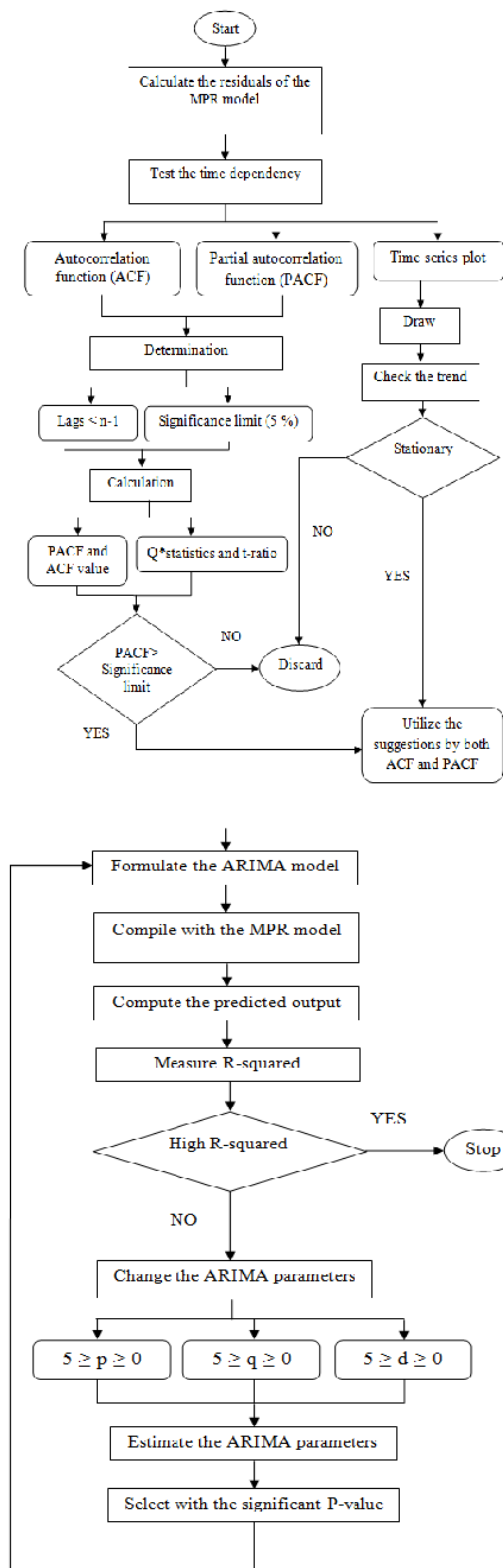 Start
Calculate the residuals of the
MPR model
Test the time dependency
Autocorrelation
function (ACF)
Partial autocorrelation
function (PACF)
Time series plot
Draw
Determination
Check the trend
Lags < n-1
Significance limit (5 %)
Stationary
Calculation
NO
PACF and
ACF value
Q*statistics and t-ratio
YES
PACF>
Significance
limit
NO
Discard
YES
Utilize the
suggestions by both
ACF and PACF
Formulate the ARIMA model
Compile with the MPR model
Compute the predicted output
Measure R-squared
High R-squared
YES
Stop
NO
Change the ARIMA parameters
5 ≥ p ≥ 0
5 ≥ q ≥ 0
5 ≥ d ≥ 0
Estimate the ARIMA parameters
Select with the significant P-value